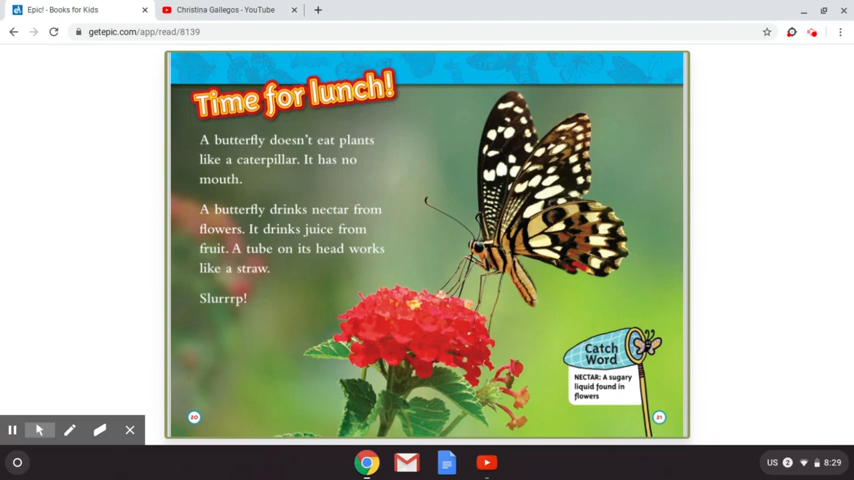 Epic! - Books for Kids
Christina Gallegos - YouTube
getepic.com/app/read/8139
Time for lunch!
A butterfly doesn't eat plants
like a caterpillar. It has no
mouth.
A butterfly drinks nectar from
flowers. It drinks juice from
fruit. A tube on its head works
like a straw.
Slurrrp!
Catch
Word
NECTAR: A sugary
liquid found in
flowers
20
21
US 2 8:29